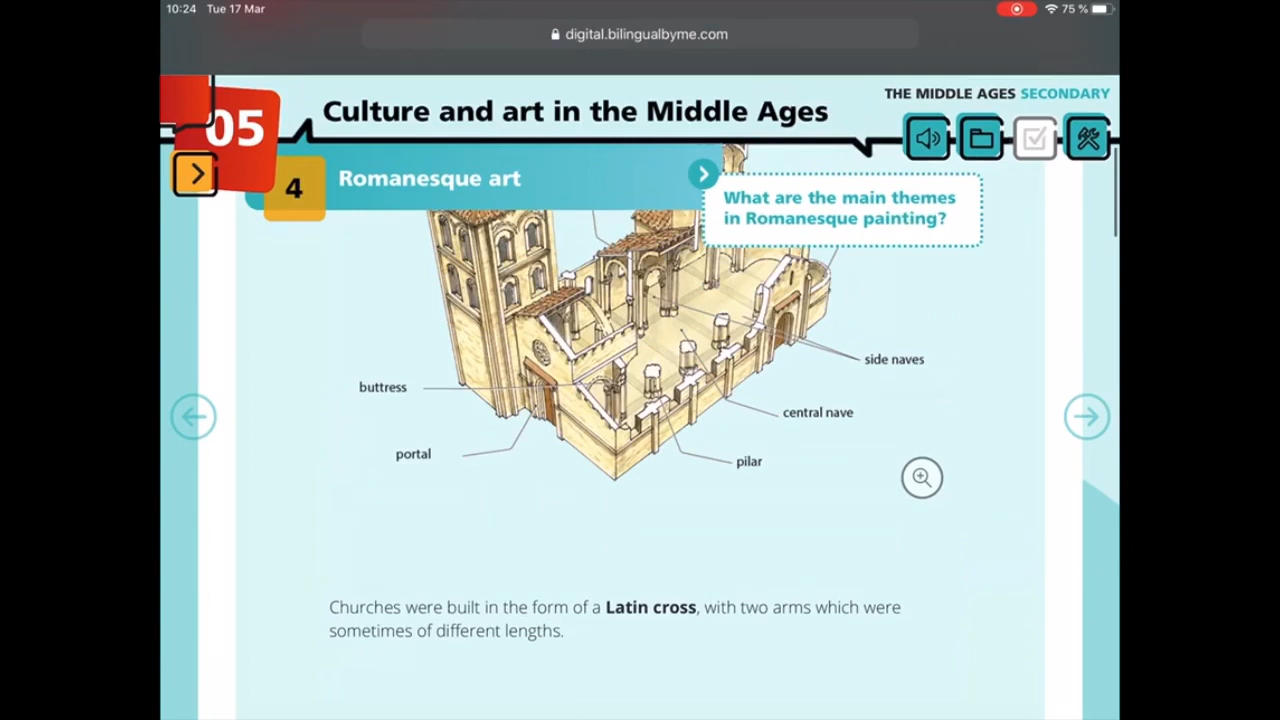 10:24 Tue 17 Mar
75 %
digital.bilingualbyme.com
THE MIDDLE AGES SECONDARY
05
Culture and art in the Middle Ages
4
Romanesque art
What are the main themes
in Romanesque painting?
side naves
buttress
central nave
portal
pilar
Churches were built in the form of a Latin cross, with two arms which were
sometimes of different lengths.